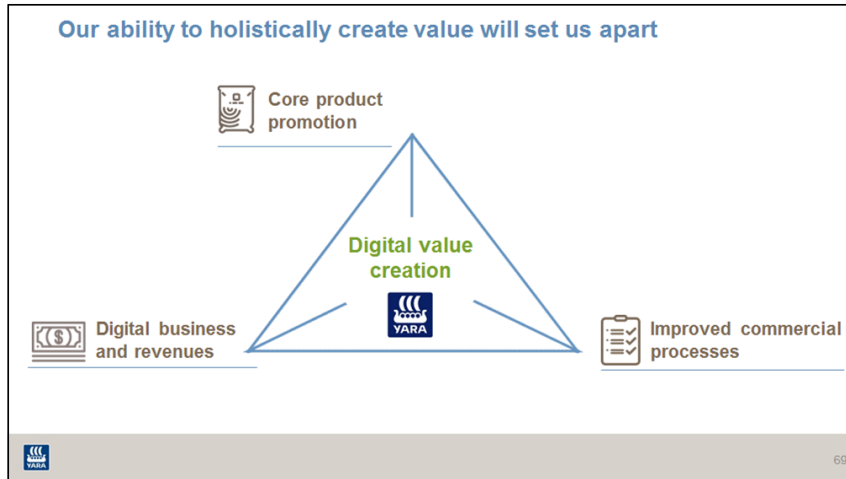 Our ability to holistically create value will set us apart
Core product
promotion
Digital value
creation
YARA
Digital business
and revenues
Improved commercial
processes
YARA
69